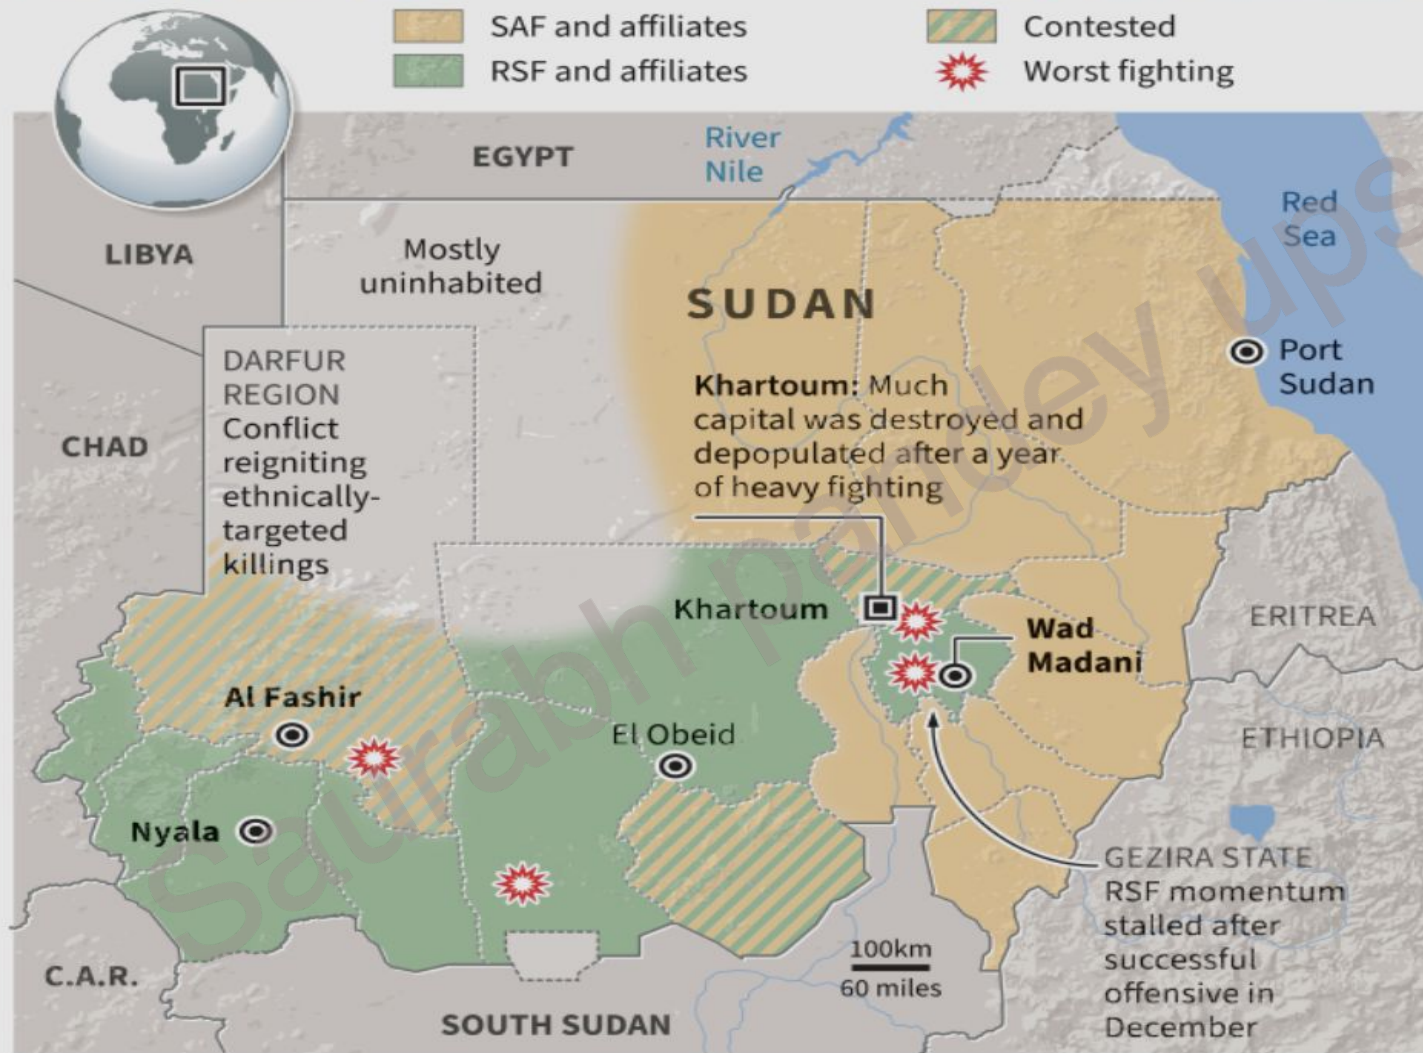 SAF and affiliates
RSF and affiliates
Contested
Worst fighting
EGYPT
River
Nile
Red
Sea
LIBYA
Mostly
uninhabited
SUDAN
Port
Sudan
DARFUR
REGION
Conflict
reigniting
ethnically-
targeted
killings
Khartoum: Much
capital was destroyed and
depopulated after a year
of heavy fighting
CHAD
Khartoum
Wad
Madani
ERITREA
Al Fashir
El Obeid
ETHIOPIA
Nyala
GEZIRA STATE
RSF momentum
stalled after
successful
offensive in
December
100km
60 miles
C.A.R.
SOUTH SUDAN
Saurabh pandey ups